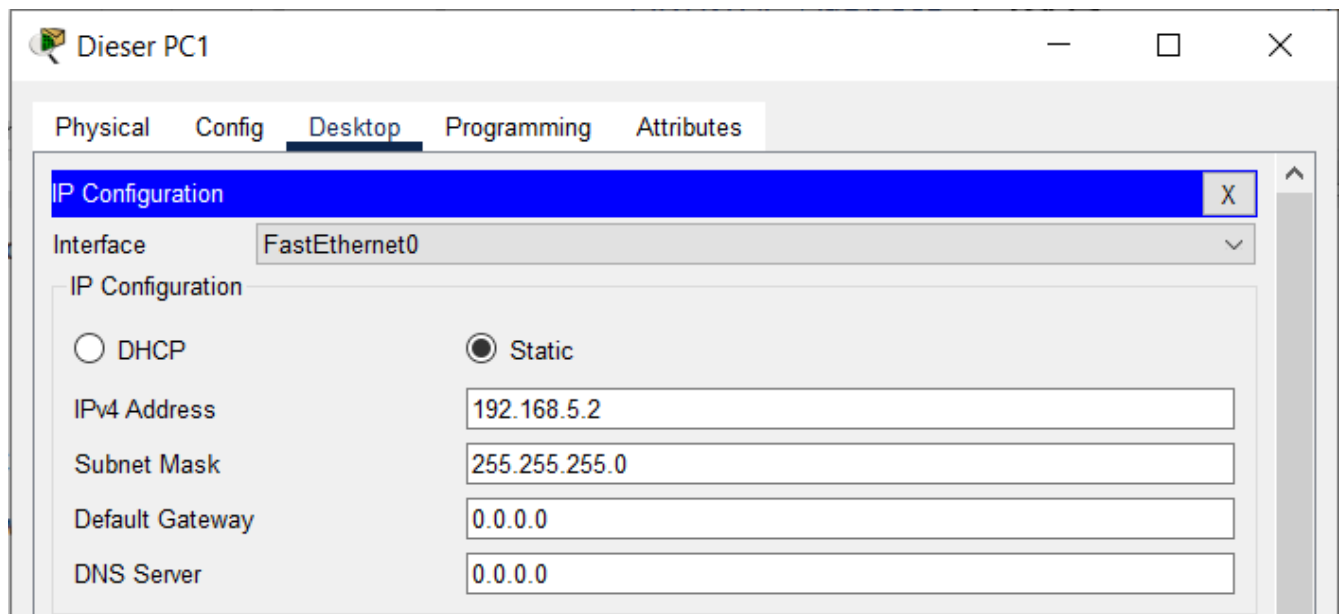 Dieser PC1
Physical Config Desktop Programming Attributes
IP Configuration X
Interface FastEthernet0
IP Configuration
DHCP Static
IPv4 Address 192.168.5.2
Subnet Mask 255.255.255.0
Default Gateway 0.0.0.0
DNS Server 0.0.0.0